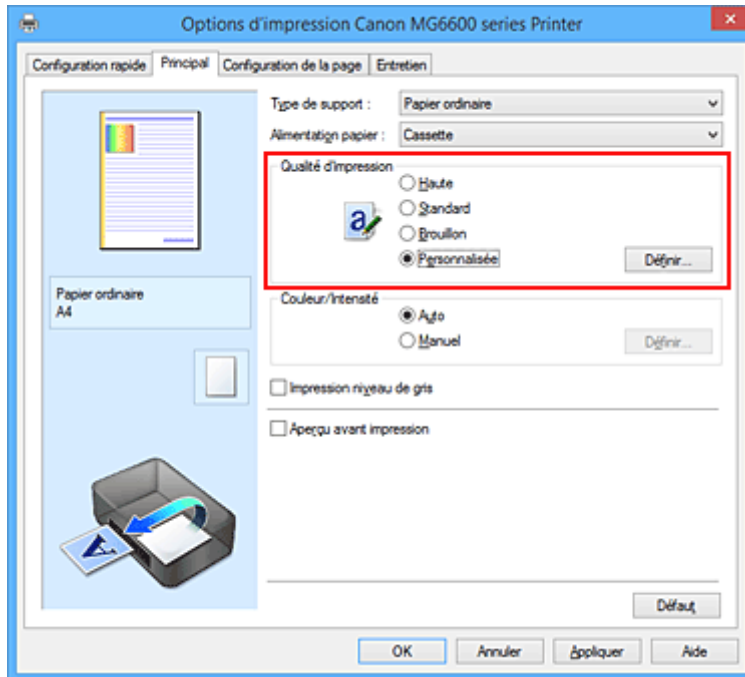 Options d'impression Canon MG6600 series Printer
Configuration rapide Principal Configuration de la page Entretien
Type de support : Papier ordinaire
Alimentation papier : Cassette
Qualité d'impression
Haute
Standard
Brouillon
Personnalisée Définir...
Papier ordinaire
A4
Couleur/Intensité
Auto
Manuel Définir...
Impression niveau de gris
Aperçu avant impression
Défaut
OK Annuler Appliquer Aide